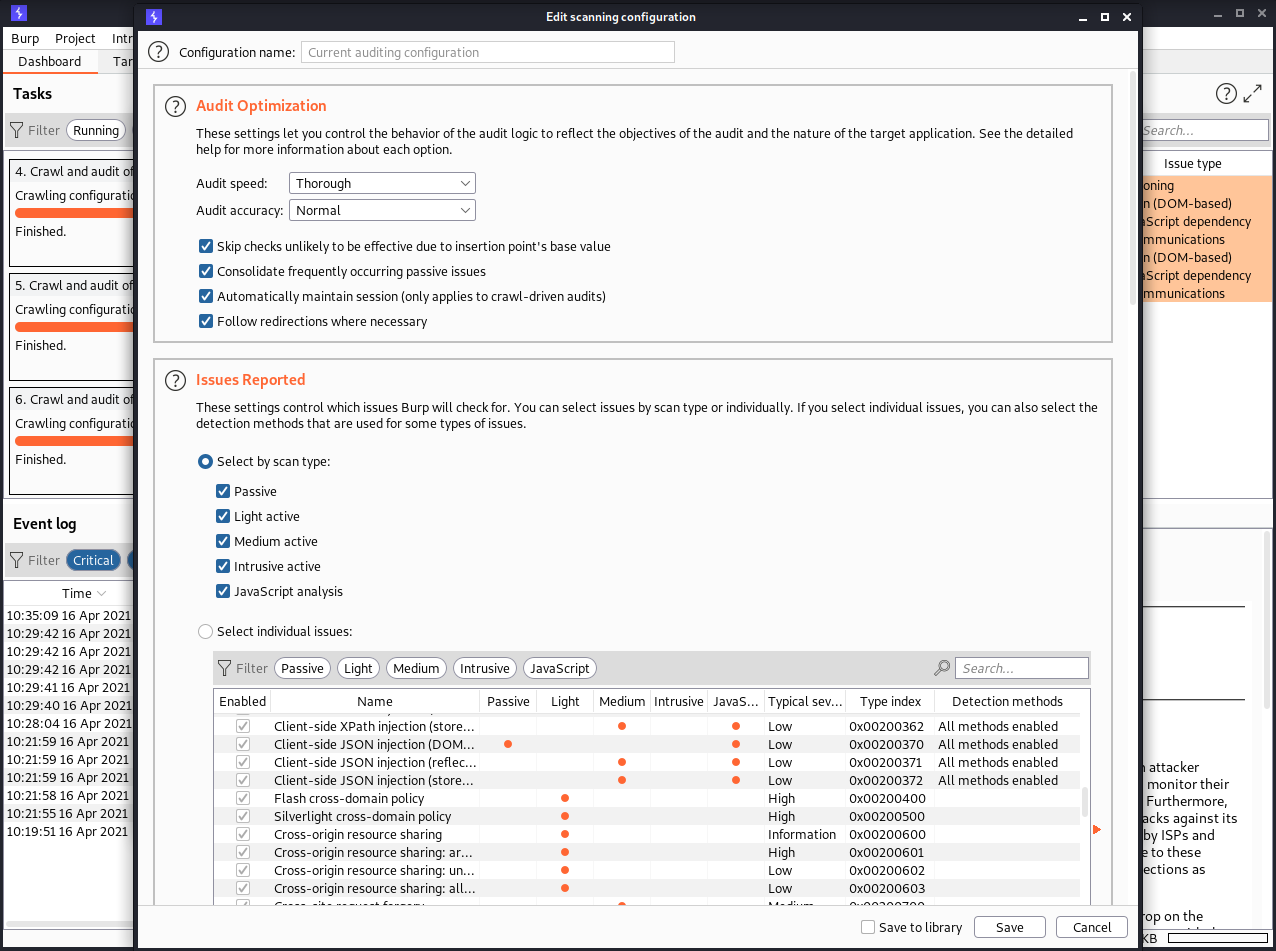 Edit scanning configuration
Burp Project Intr
Dashboard Tar
Tasks
Filter Running
4. Crawl and audit of
Crawling configuratio
Finished.
5. Crawl and audit of
Crawling configuratio
Finished.
6. Crawl and audit of
Crawling configuratio
Finished.
Event log
Filter Critical
Time
10:35:09 16 Apr 2021
10:29:42 16 Apr 2021
10:29:42 16 Apr 2021
10:29:42 16 Apr 2021
10:29:41 16 Apr 2021
10:29:40 16 Apr 2021
10:28:04 16 Apr 2021
10:21:59 16 Apr 2021
10:21:59 16 Apr 2021
10:21:59 16 Apr 2021
10:21:58 16 Apr 2021
10:21:55 16 Apr 2021
10:19:51 16 Apr 2021
? Configuration name: Current auditing configuration
? Audit Optimization
These settings let you control the behavior of the audit logic to reflect the objectives of the audit and the nature of the target application. See the detailed
help for more information about each option.
Audit speed: Thorough
Audit accuracy: Normal
Skip checks unlikely to be effective due to insertion point's base value
Consolidate frequently occurring passive issues
Automatically maintain session (only applies to crawl-driven audits)
Follow redirections where necessary
? Issues Reported
These settings control which issues Burp will check for. You can select issues by scan type or individually. If you select individual issues, you can also select the
detection methods that are used for some types of issues.
Select by scan type:
Passive
Light active
Medium active
Intrusive active
JavaScript analysis
Select individual issues:
Filter Passive Light Medium Intrusive JavaScript Search...
Enabled Name Passive Light Medium Intrusive JavaS... Typical sev... Type index Detection methods
Client-side XPath injection (store... Low 0x00200362 All methods enabled
Client-side JSON injection (DOM... Low 0x00200370 All methods enabled
Client-side JSON injection (reflec... Low 0x00200371 All methods enabled
Client-side JSON injection (store... Low 0x00200372 All methods enabled
Flash cross-domain policy High 0x00200400
Silverlight cross-domain policy High 0x00200500
Cross-origin resource sharing Information 0x00200600
Cross-origin resource sharing: ar... High 0x00200601
Cross-origin resource sharing: un... Low 0x00200602
Cross-origin resource sharing: all... Low 0x00200603
Save to library Save Cancel
?
Search...
Issue type
oning
n (DOM-based)
aScript dependency
mmunications
n (DOM-based)
aScript dependency
mmunications
n attacker
monitor their
Furthermore,
acks against its
by ISPs and
e to these
ections as
rop on the
KB